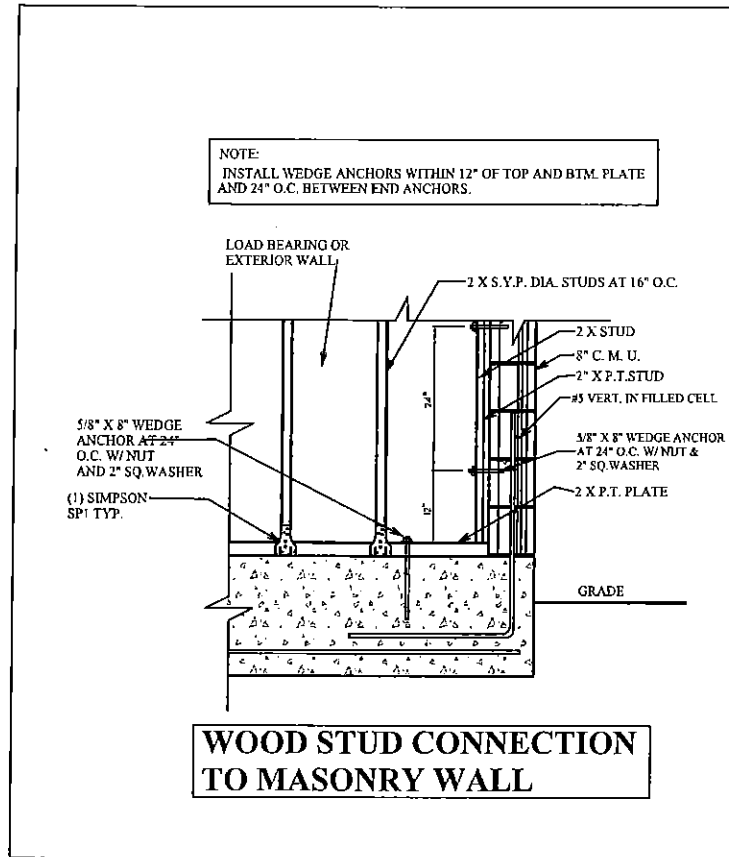 NOTE:
INSTALL WEDGE ANCHORS WITHIN 12" OF TOP AND BTM. PLATE
AND 24" O.C. BETWEEN END ANCHORS.
LOAD BEARING OR
EXTERIOR WALL
2 X S.Y.P. DIA. STUDS AT 16" O.C.
2 X STUD
8" C. M. U.
2" X P.T.STUD
#5 VERT. IN FILLED CELL
24"
5/8" X 8" WEDGE
ANCHOR AT 24"
O.C. W/ NUT
AND 2" SQ.WASHER
5/8" X 8" WEDGE ANCHOR
AT 24" O.C. W/ NUT &
2" SQ.WASHER
(1) SIMPSON
SP1 TYP.
2 X P.T. PLATE
12"
GRADE
WOOD STUD CONNECTION
TO MASONRY WALL